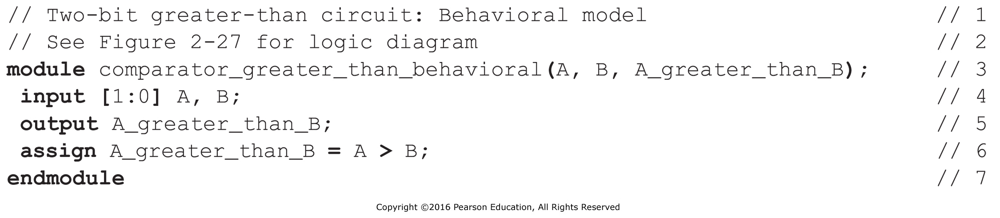 // Two-bit greater-than circuit: Behavioral model // 1
// See Figure 2-27 for logic diagram // 2
module comparator_greater_than_behavioral(A, B, A_greater_than_B); // 3
input [1:0] A, B; // 4
output A_greater_than_B; // 5
assign A_greater_than_B = A > B; // 6
endmodule // 7
Copyright ©2016 Pearson Education, All Rights Reserved